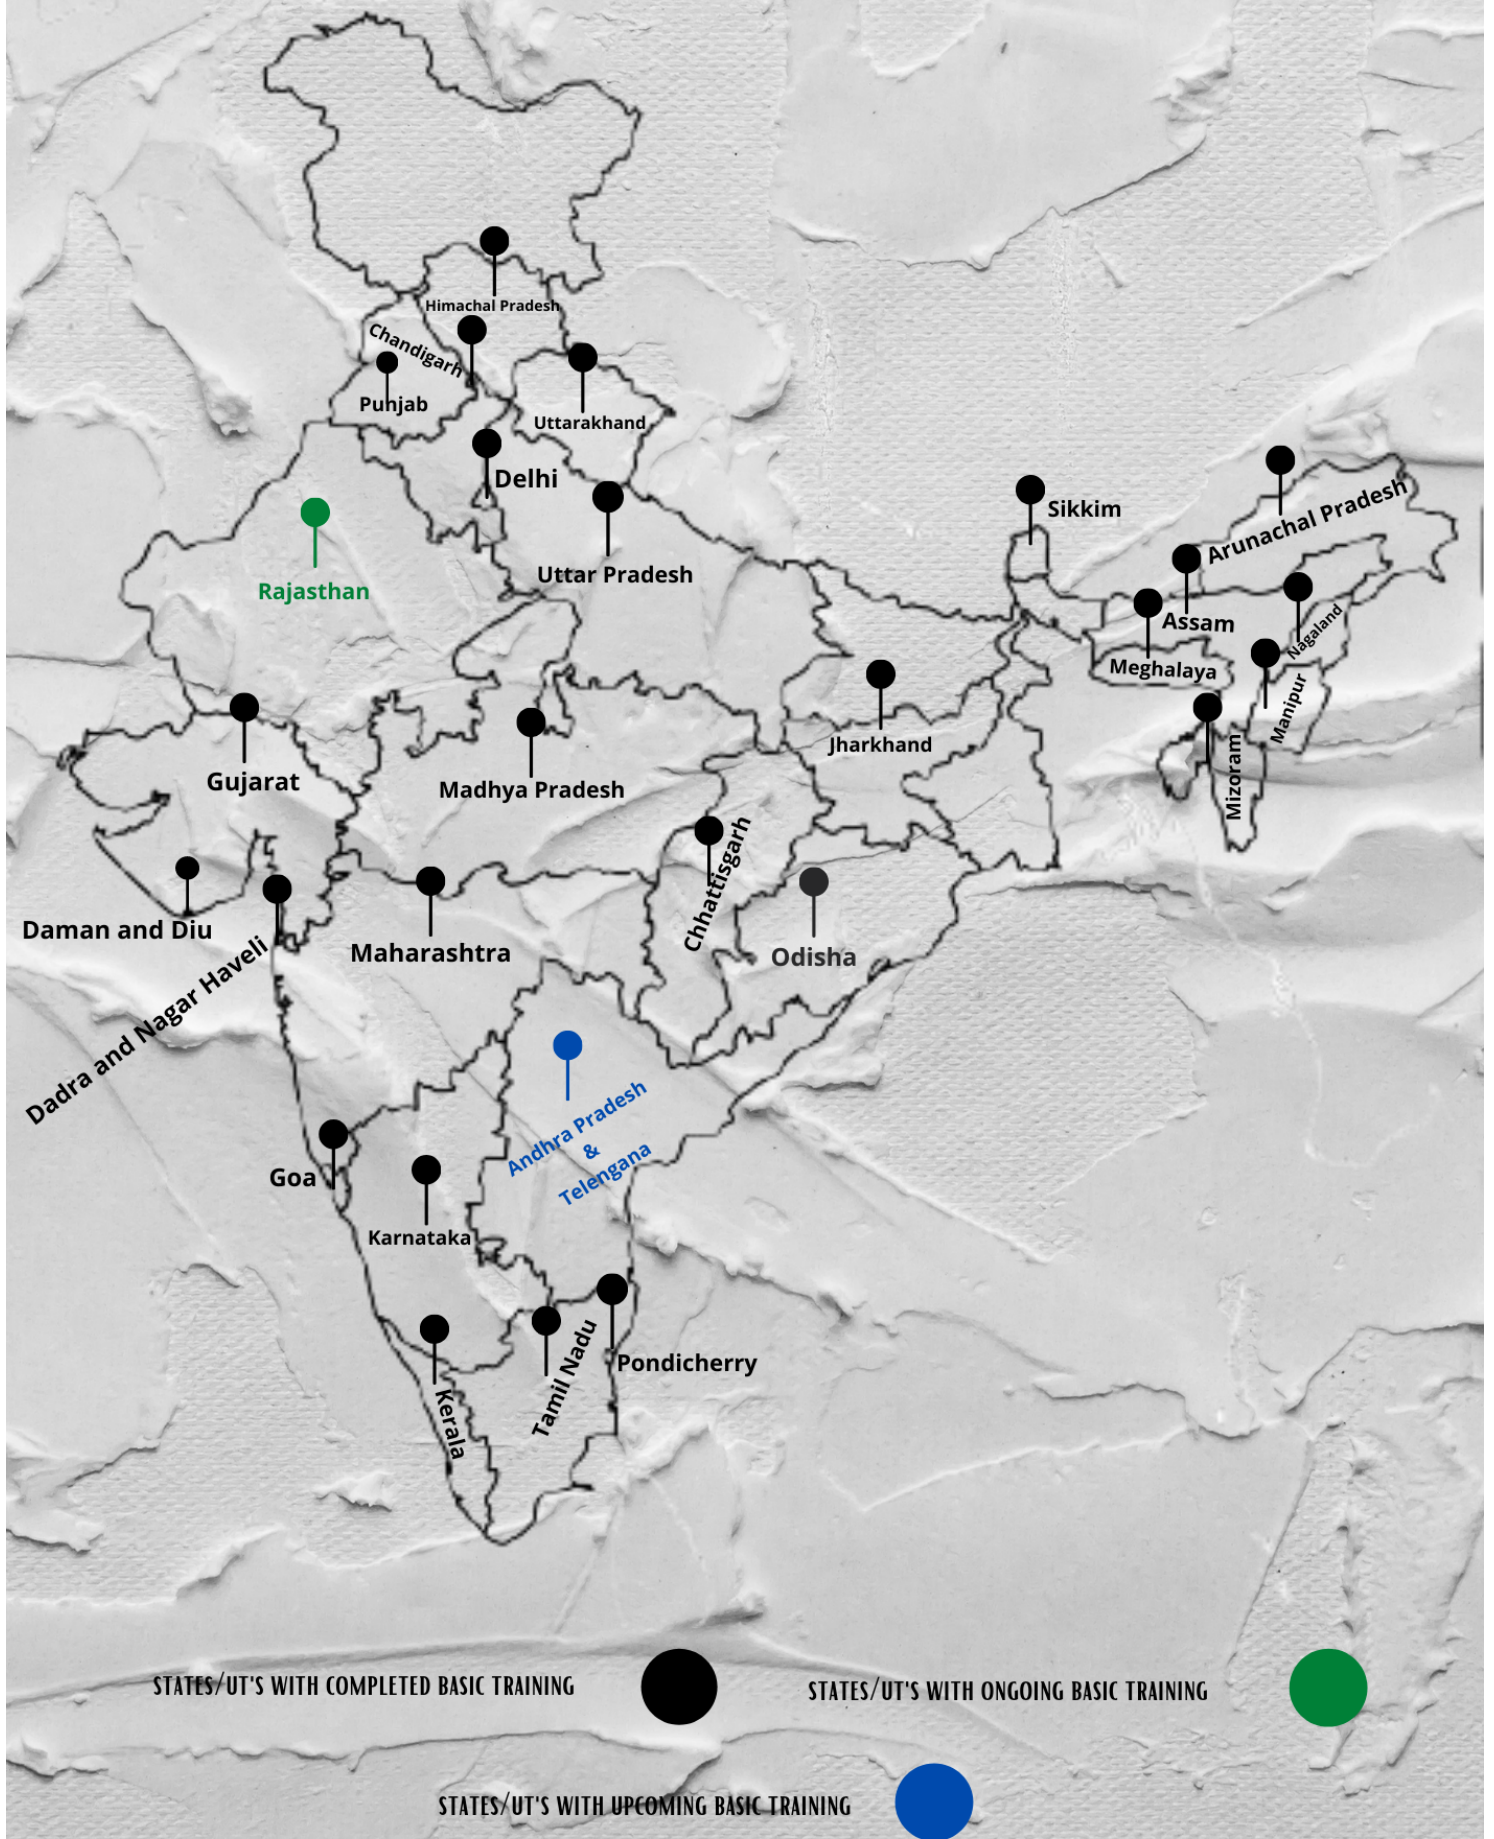 Himachal Pradesh
Chandigarh
Punjab
Uttarakhand
Delhi
Sikkim
Arunachal Pradesh
Uttar Pradesh
Rajasthan
Assam
Nagaland
Meghalaya
Manipur
Jharkhand
Gujarat
Madhya Pradesh
Mizoram
Chhattisgarh
Daman and Diu
Maharashtra
Odisha
Dadra and Nagar Haveli
Andhra Pradesh
&
Telengana
Goa
Karnataka
Tamil Nadu
Pondicherry
Kerala
STATES/UT'S WITH COMPLETED BASIC TRAINING
STATES/UT'S WITH ONGOING BASIC TRAINING
STATES/UT'S WITH UPCOMING BASIC TRAINING